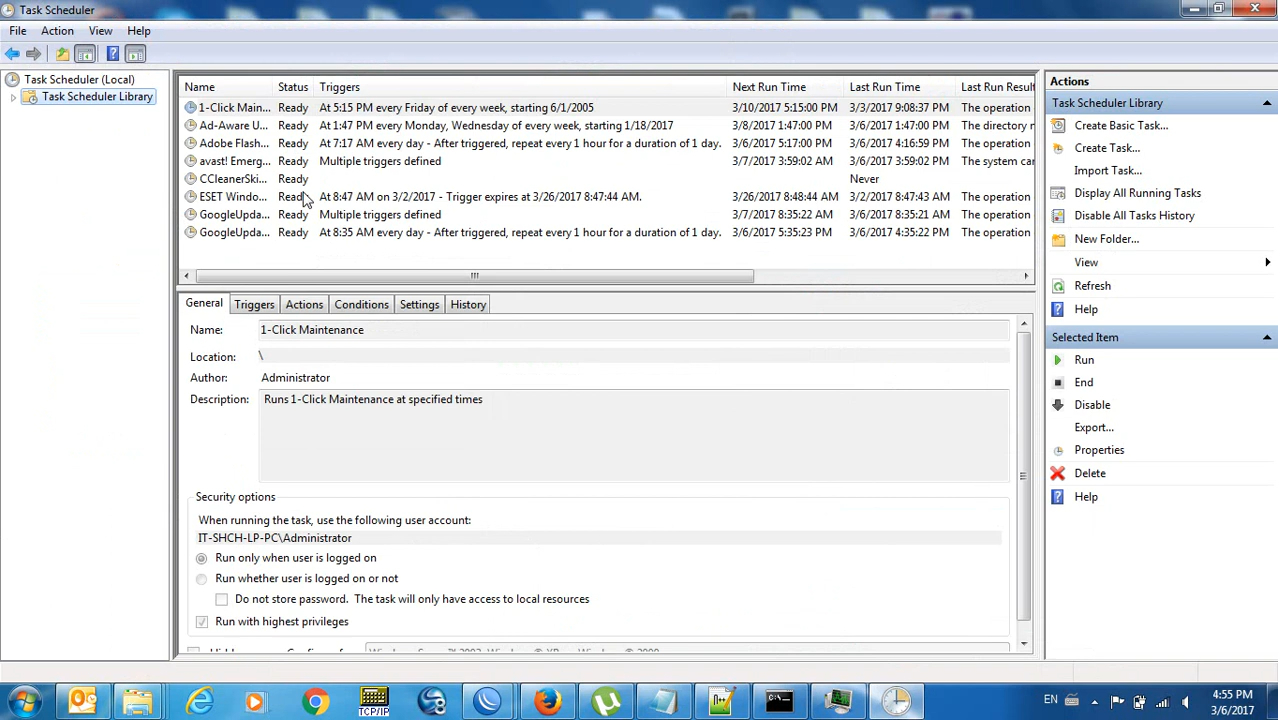 Task Scheduler
File Action View Help
Task Scheduler (Local)
Task Scheduler Library
Name Status Triggers Next Run Time Last Run Time Last Run Result
1-Click Main... Ready At 5:15 PM every Friday of every week, starting 6/1/2005 3/10/2017 5:15:00 PM 3/3/2017 9:08:37 PM The operation
Ad-Aware U... Ready At 1:47 PM every Monday, Wednesday of every week, starting 1/18/2017 3/8/2017 1:47:00 PM 3/6/2017 1:47:00 PM The directory
Adobe Flash... Ready At 7:17 AM every day - After triggered, repeat every 1 hour for a duration of 1 day. 3/6/2017 5:17:00 PM 3/6/2017 4:16:59 PM The operation
avast! Emerg... Ready Multiple triggers defined 3/7/2017 3:59:02 AM 3/6/2017 3:59:02 PM The system
CCleanerSki... Ready Never
ESET Windo... Ready At 8:47 AM on 3/2/2017 - Trigger expires at 3/26/2017 8:47:44 AM. 3/26/2017 8:48:44 AM 3/2/2017 8:47:43 AM The operation
GoogleUpda... Ready Multiple triggers defined 3/7/2017 8:35:22 AM 3/6/2017 8:35:21 AM The operation
GoogleUpda... Ready At 8:35 AM every day - After triggered, repeat every 1 hour for a duration of 1 day. 3/6/2017 5:35:23 PM 3/6/2017 4:35:22 PM The operation
General Triggers Actions Conditions Settings History
Name: 1-Click Maintenance
Location: \
Author: Administrator
Description: Runs 1-Click Maintenance at specified times
Security options
When running the task, use the following user account:
IT-SHCH-LP-PC\Administrator
Run only when user is logged on
Run whether user is logged on or not
Do not store password. The task will only have access to local resources
Run with highest privileges
Actions
Task Scheduler Library
Create Basic Task...
Create Task...
Import Task...
Display All Running Tasks
Disable All Tasks History
New Folder...
View
Refresh
Help
Selected Item
Run
End
Disable
Export...
Properties
Delete
Help
TCP/IP
EN
4:55 PM
3/6/2017